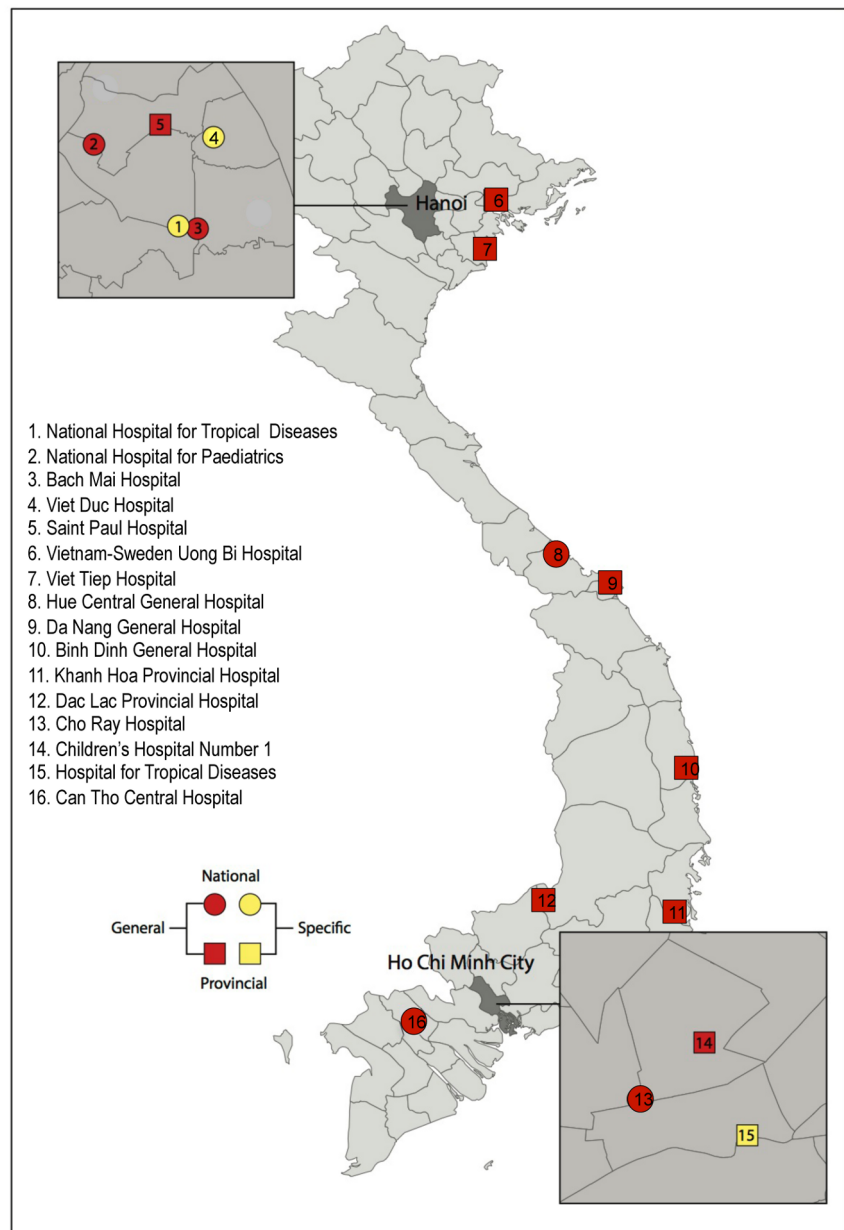 5
2
4
1
3
Hanoi
6
7
1. National Hospital for Tropical Diseases
2. National Hospital for Paediatrics
3. Bach Mai Hospital
4. Viet Duc Hospital
5. Saint Paul Hospital
6. Vietnam-Sweden Uong Bi Hospital
7. Viet Tiep Hospital
8. Hue Central General Hospital
9. Da Nang General Hospital
10. Binh Dinh General Hospital
11. Khanh Hoa Provincial Hospital
12. Dac Lac Provincial Hospital
13. Cho Ray Hospital
14. Children's Hospital Number 1
15. Hospital for Tropical Diseases
16. Can Tho Central Hospital
8
9
10
12
11
National
General
Specific
Provincial
Ho Chi Minh City
16
14
13
15